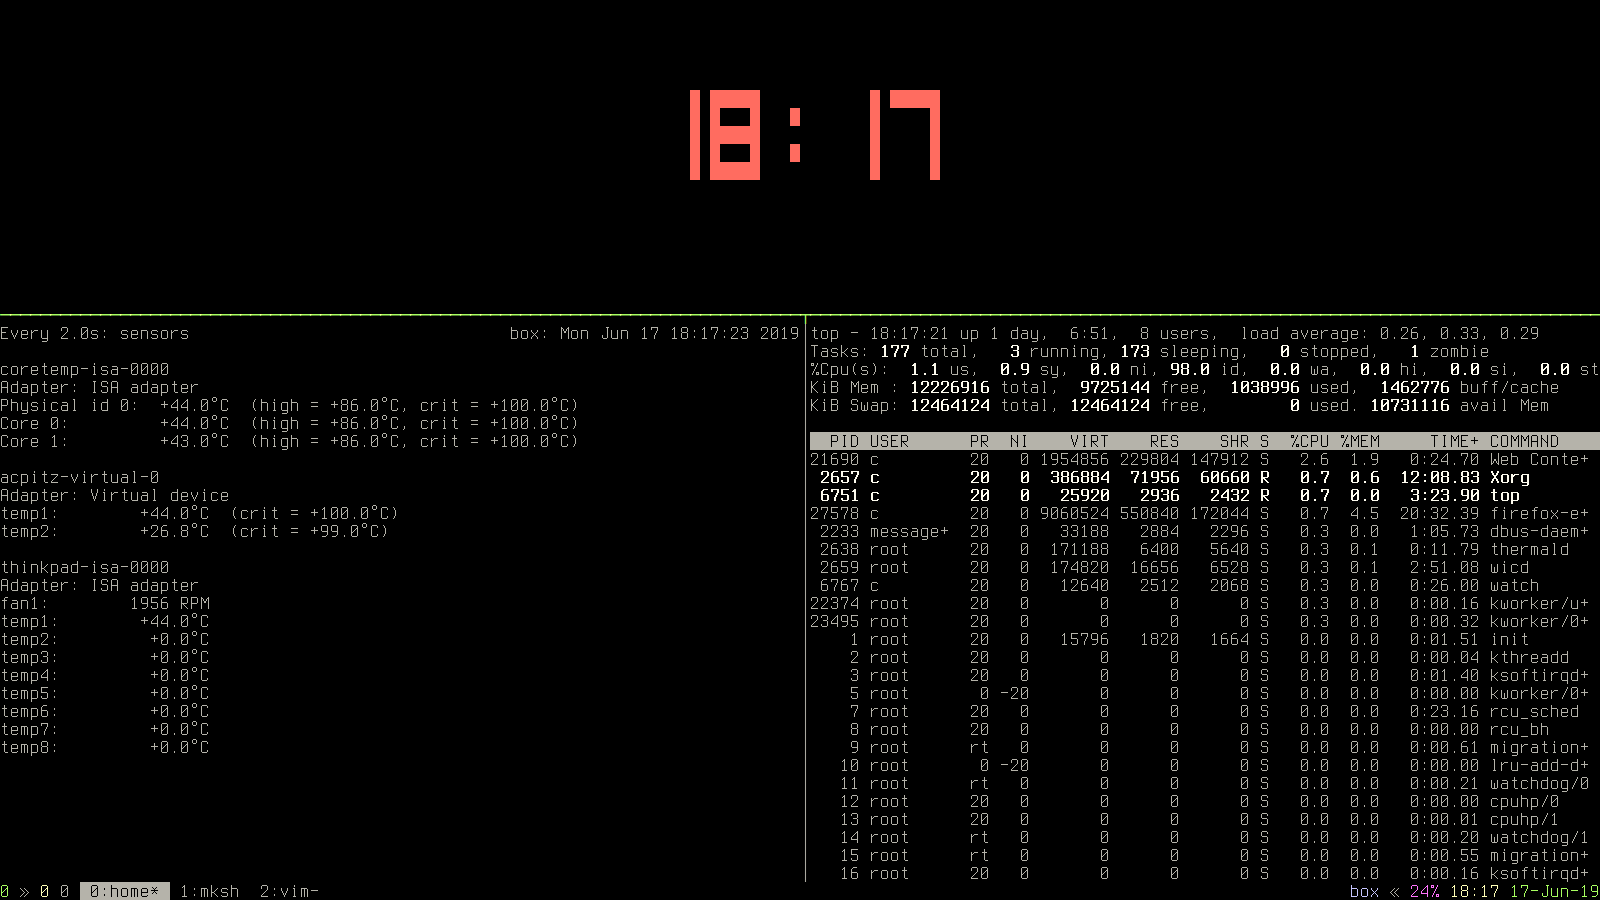 18:17
Every 2.0s: sensors box: Mon Jun 17 18:17:23 2019
coretemp-isa-0000
Adapter: ISA adapter
Physical id 0: +44.0°C (high = +86.0°C, crit = +100.0°C)
Core 0: +44.0°C (high = +86.0°C, crit = +100.0°C)
Core 1: +43.0°C (high = +86.0°C, crit = +100.0°C)
acpitz-virtual-0
Adapter: Virtual device
temp1: +44.0°C (crit = +100.0°C)
temp2: +26.8°C (crit = +99.0°C)
thinkpad-isa-0000
Adapter: ISA adapter
fan1: 1956 RPM
temp1: +44.0°C
temp2: +0.0°C
temp3: +0.0°C
temp4: +0.0°C
temp5: +0.0°C
temp6: +0.0°C
temp7: +0.0°C
temp8: +0.0°C
top - 18:17:21 up 1 day, 6:51, 8 users, load average: 0.26, 0.33, 0.29
Tasks: 177 total, 3 running, 173 sleeping, 0 stopped, 1 zombie
%Cpu(s): 1.1 us, 0.9 sy, 0.0 ni, 98.0 id, 0.0 wa, 0.0 hi, 0.0 si, 0.0 st
KiB Mem : 12226916 total, 9725144 free, 1038996 used, 1462776 buff/cache
KiB Swap: 12464124 total, 12464124 free, 0 used. 10731116 avail Mem
PID USER PR NI VIRT RES SHR S %CPU %MEM TIME+ COMMAND
21690 c 20 0 1954856 229804 147912 S 2.6 1.9 0:24.70 Web Conte+
2657 c 20 0 386884 71956 60660 R 0.7 0.6 12:08.83 Xorg
6751 c 20 0 25920 2936 2432 R 0.7 0.0 3:23.90 top
27578 c 20 0 9060524 550840 172044 S 0.7 4.5 20:32.39 firefox-e+
2233 message+ 20 0 33188 2884 2296 S 0.3 0.0 1:05.73 dbus-daem+
2638 root 20 0 171188 6400 5640 S 0.3 0.1 0:11.79 thermald
2659 root 20 0 174820 16656 6528 S 0.3 0.1 2:51.08 wicd
6767 c 20 0 12640 2512 2068 S 0.3 0.0 0:26.00 watch
22374 root 20 0 0 0 0 S 0.3 0.0 0:00.16 kworker/u+
23495 root 20 0 0 0 0 S 0.3 0.0 0:00.32 kworker/0+
1 root 20 0 15796 1820 1664 S 0.0 0.0 0:01.51 init
2 root 20 0 0 0 0 S 0.0 0.0 0:00.04 kthreadd
3 root 20 0 0 0 0 S 0.0 0.0 0:01.40 ksoftirqd+
5 root 0 -20 0 0 0 S 0.0 0.0 0:00.00 kworker/0+
7 root 20 0 0 0 0 S 0.0 0.0 0:23.16 rcu_sched
8 root 20 0 0 0 0 S 0.0 0.0 0:00.00 rcu_bh
9 root rt 0 0 0 0 S 0.0 0.0 0:00.61 migration+
10 root 0 -20 0 0 0 S 0.0 0.0 0:00.00 lru-add-d+
11 root rt 0 0 0 0 S 0.0 0.0 0:00.21 watchdog/0
12 root 20 0 0 0 0 S 0.0 0.0 0:00.00 cpuhp/0
13 root 20 0 0 0 0 S 0.0 0.0 0:00.01 cpuhp/1
14 root rt 0 0 0 0 S 0.0 0.0 0:00.20 watchdog/1
15 root rt 0 0 0 0 S 0.0 0.0 0:00.55 migration+
16 root 20 0 0 0 0 S 0.0 0.0 0:00.16 ksoftirqd+
0 » 0 0 0:home* 1:mksh 2:vim- box « 24% 18:17 17-Jun-19